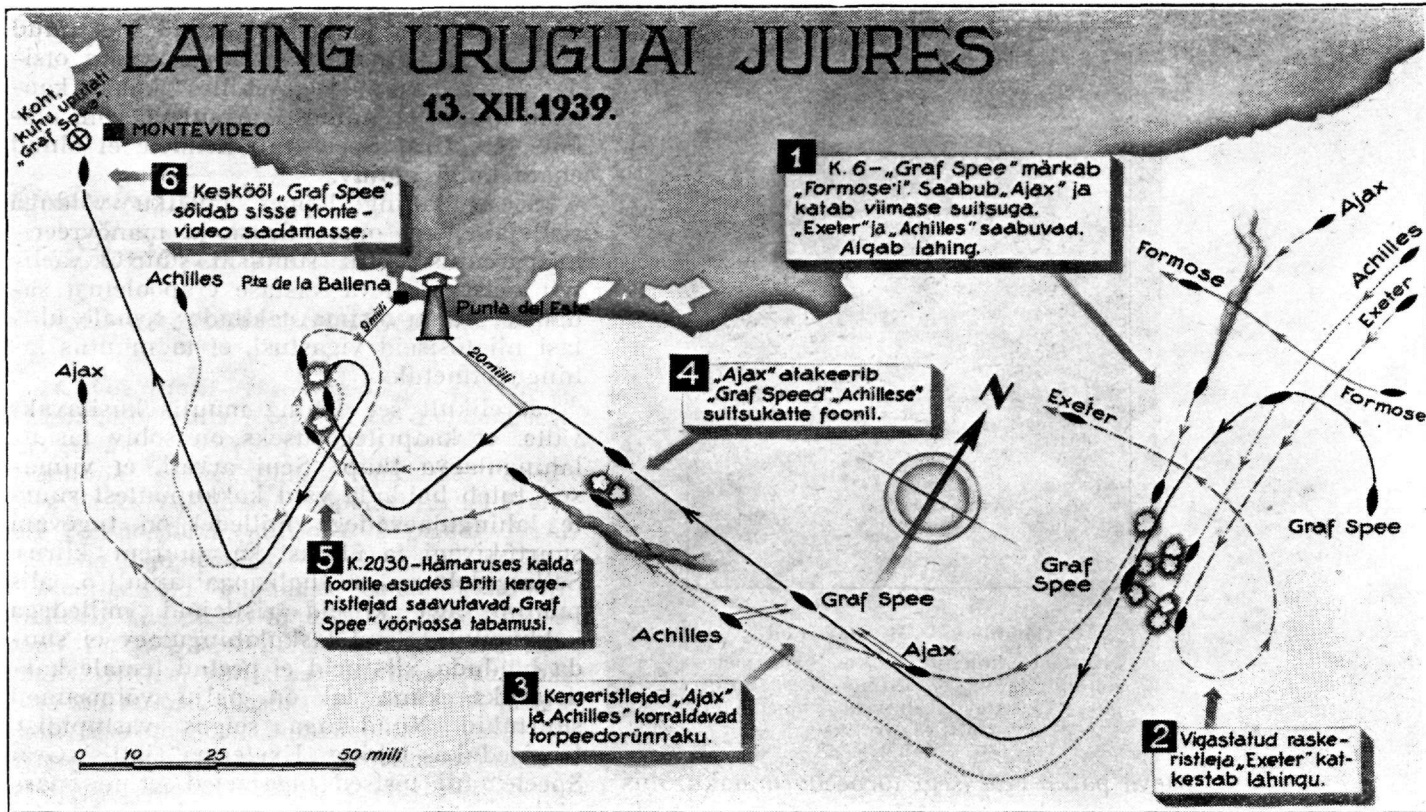 LAHING URUGUAI JUURES
13. XII. 1939.
Koht,
kuhu uputati
„Graf Spee”
MONTEVIDEO
6 Keskööl „Graf Spee”
sõidab sisse Monte-
video sadamasse.
1 K. 6 – „Graf Spee” märkab
„Formose'i”. Saabub „Ajax” ja
katab viimase suitsuga.
„Exeter” ja „Achilles” saabuvad.
Algab lahing.
Ajax
Achilles
Exeter
Formose
Formose
Graf Spee
Achilles
Pta de la Ballena
Punta del Este
9 miili
20 miili
Ajax
4 „Ajax” atakeerib
„Graf Speed” „Achillese”
suitsukatte foonil.
N
Exeter
Graf
Spee
5 K. 2030 – Hämaruses kalda
foonile asudes Briti kerge-
ristlejad saavutavad „Graf
Spee” vööriossa tabamusi.
Graf Spee
Achilles
Ajax
3 Kergeristlejad „Ajax”
ja „Achilles” korraldavad
torpeedorünnaku.
2 Vigastatud raske-
ristleja „Exeter” kat-
kestab lahingu.
0 10 25 50 miili